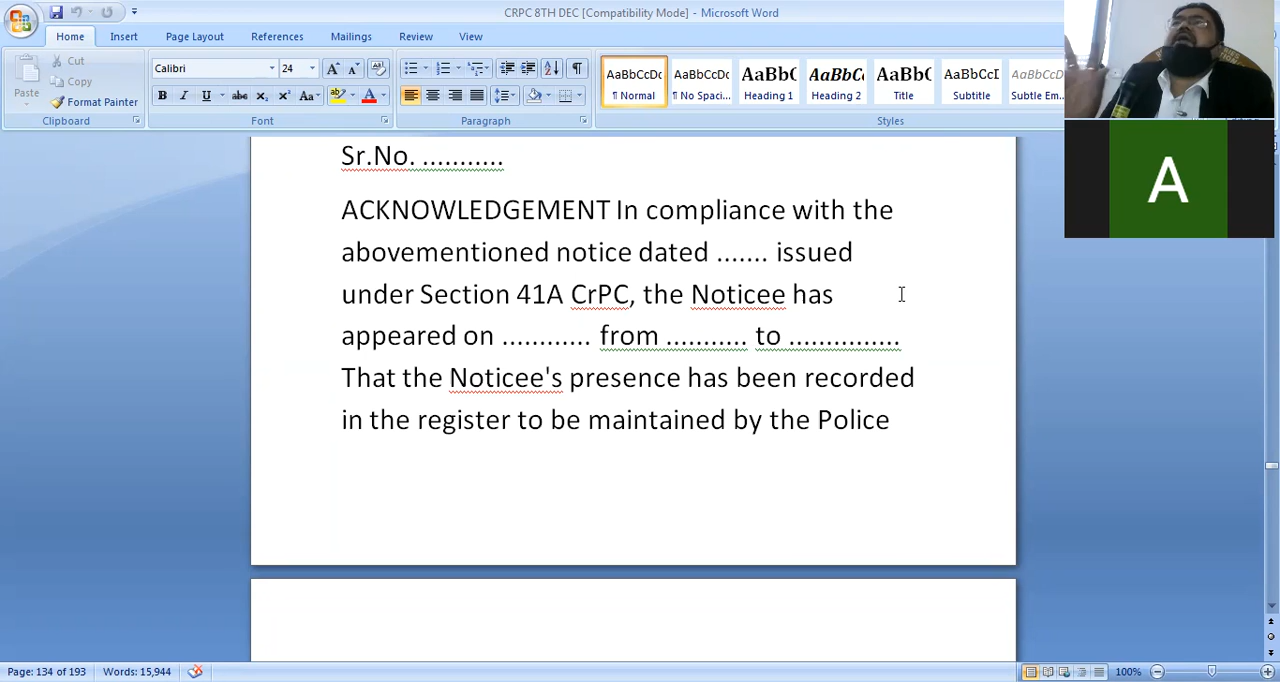 CRPC 8TH DEC [Compatibility Mode] - Microsoft Word
Home Insert Page Layout References Mailings Review View
Paste
Cut
Copy
Format Painter
Clipboard
Calibri 24
Font
Paragraph
AaBbCcDc AaBbCcDc AaBbC AaBbC AaBbC AaBbCcI AaBbCcD
¶ Normal ¶ No Spaci... Heading 1 Heading 2 Title Subtitle Subtle Em...
Styles
A
Sr.No. ...........
ACKNOWLEDGEMENT In compliance with the
abovementioned notice dated ....... issued
under Section 41A CrPC, the Noticee has
appeared on ............ from ........... to ...............
That the Noticee's presence has been recorded
in the register to be maintained by the Police
Page: 134 of 193 Words: 15,944 100%